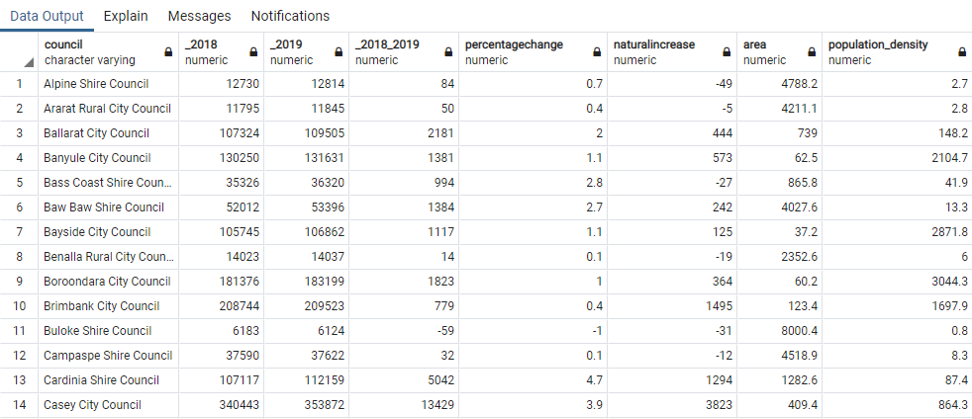 Data Output Explain Messages Notifications
council _2018 _2019 _2018_2019 percentagechange naturalincrease area population_density
character varying numeric numeric numeric numeric numeric numeric numeric
1 Alpine Shire Council 12730 12814 84 0.7 -49 4788.2 2.7
2 Ararat Rural City Council 11795 11845 50 0.4 -5 4211.1 2.8
3 Ballarat City Council 107324 109505 2181 2 444 739 148.2
4 Banyule City Council 130250 131631 1381 1.1 573 62.5 2104.7
5 Bass Coast Shire Coun... 35326 36320 994 2.8 -27 865.8 41.9
6 Baw Baw Shire Council 52012 53396 1384 2.7 242 4027.6 13.3
7 Bayside City Council 105745 106862 1117 1.1 125 37.2 2871.8
8 Benalla Rural City Coun... 14023 14037 14 0.1 -19 2352.6 6
9 Boroondara City Council 181376 183199 1823 1 364 60.2 3044.3
10 Brimbank City Council 208744 209523 779 0.4 1495 123.4 1697.9
11 Buloke Shire Council 6183 6124 -59 -1 -31 8000.4 0.8
12 Campaspe Shire Council 37590 37622 32 0.1 -12 4518.9 8.3
13 Cardinia Shire Council 107117 112159 5042 4.7 1294 1282.6 87.4
14 Casey City Council 340443 353872 13429 3.9 3823 409.4 864.3